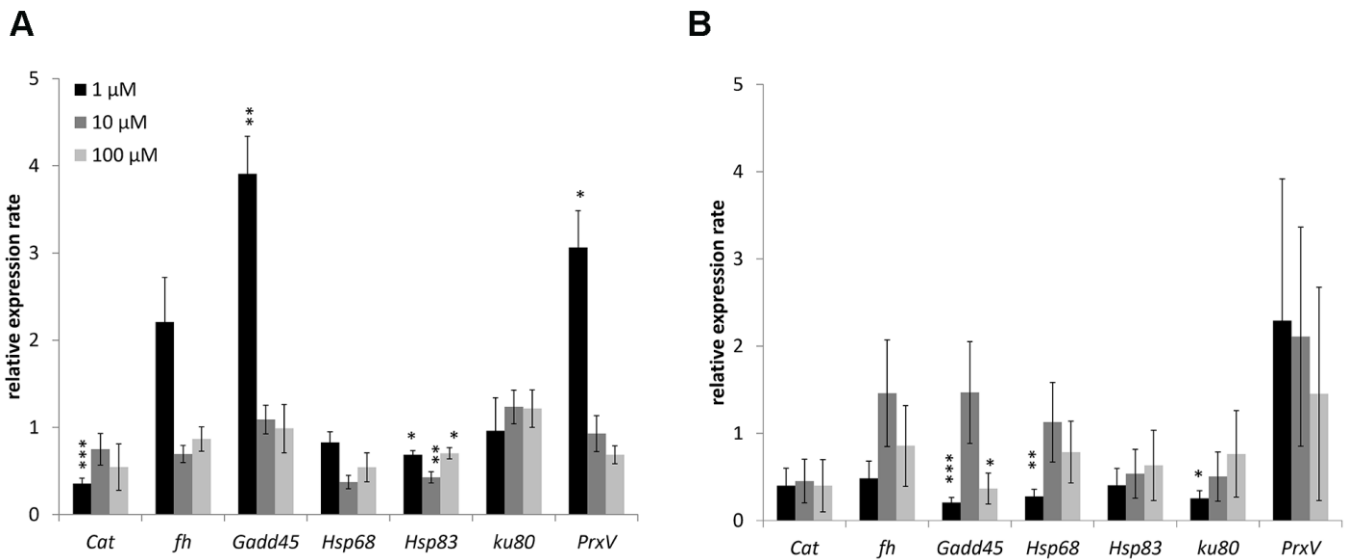 A
5
4
3
2
1
0
relative expression rate
1 µM
10 µM
100 µM
***
**
*
**
*
*
Cat fh Gadd45 Hsp68 Hsp83 ku80 PrxV
B
5
4
3
2
1
0
relative expression rate
***
*
**
*
Cat fh Gadd45 Hsp68 Hsp83 ku80 PrxV